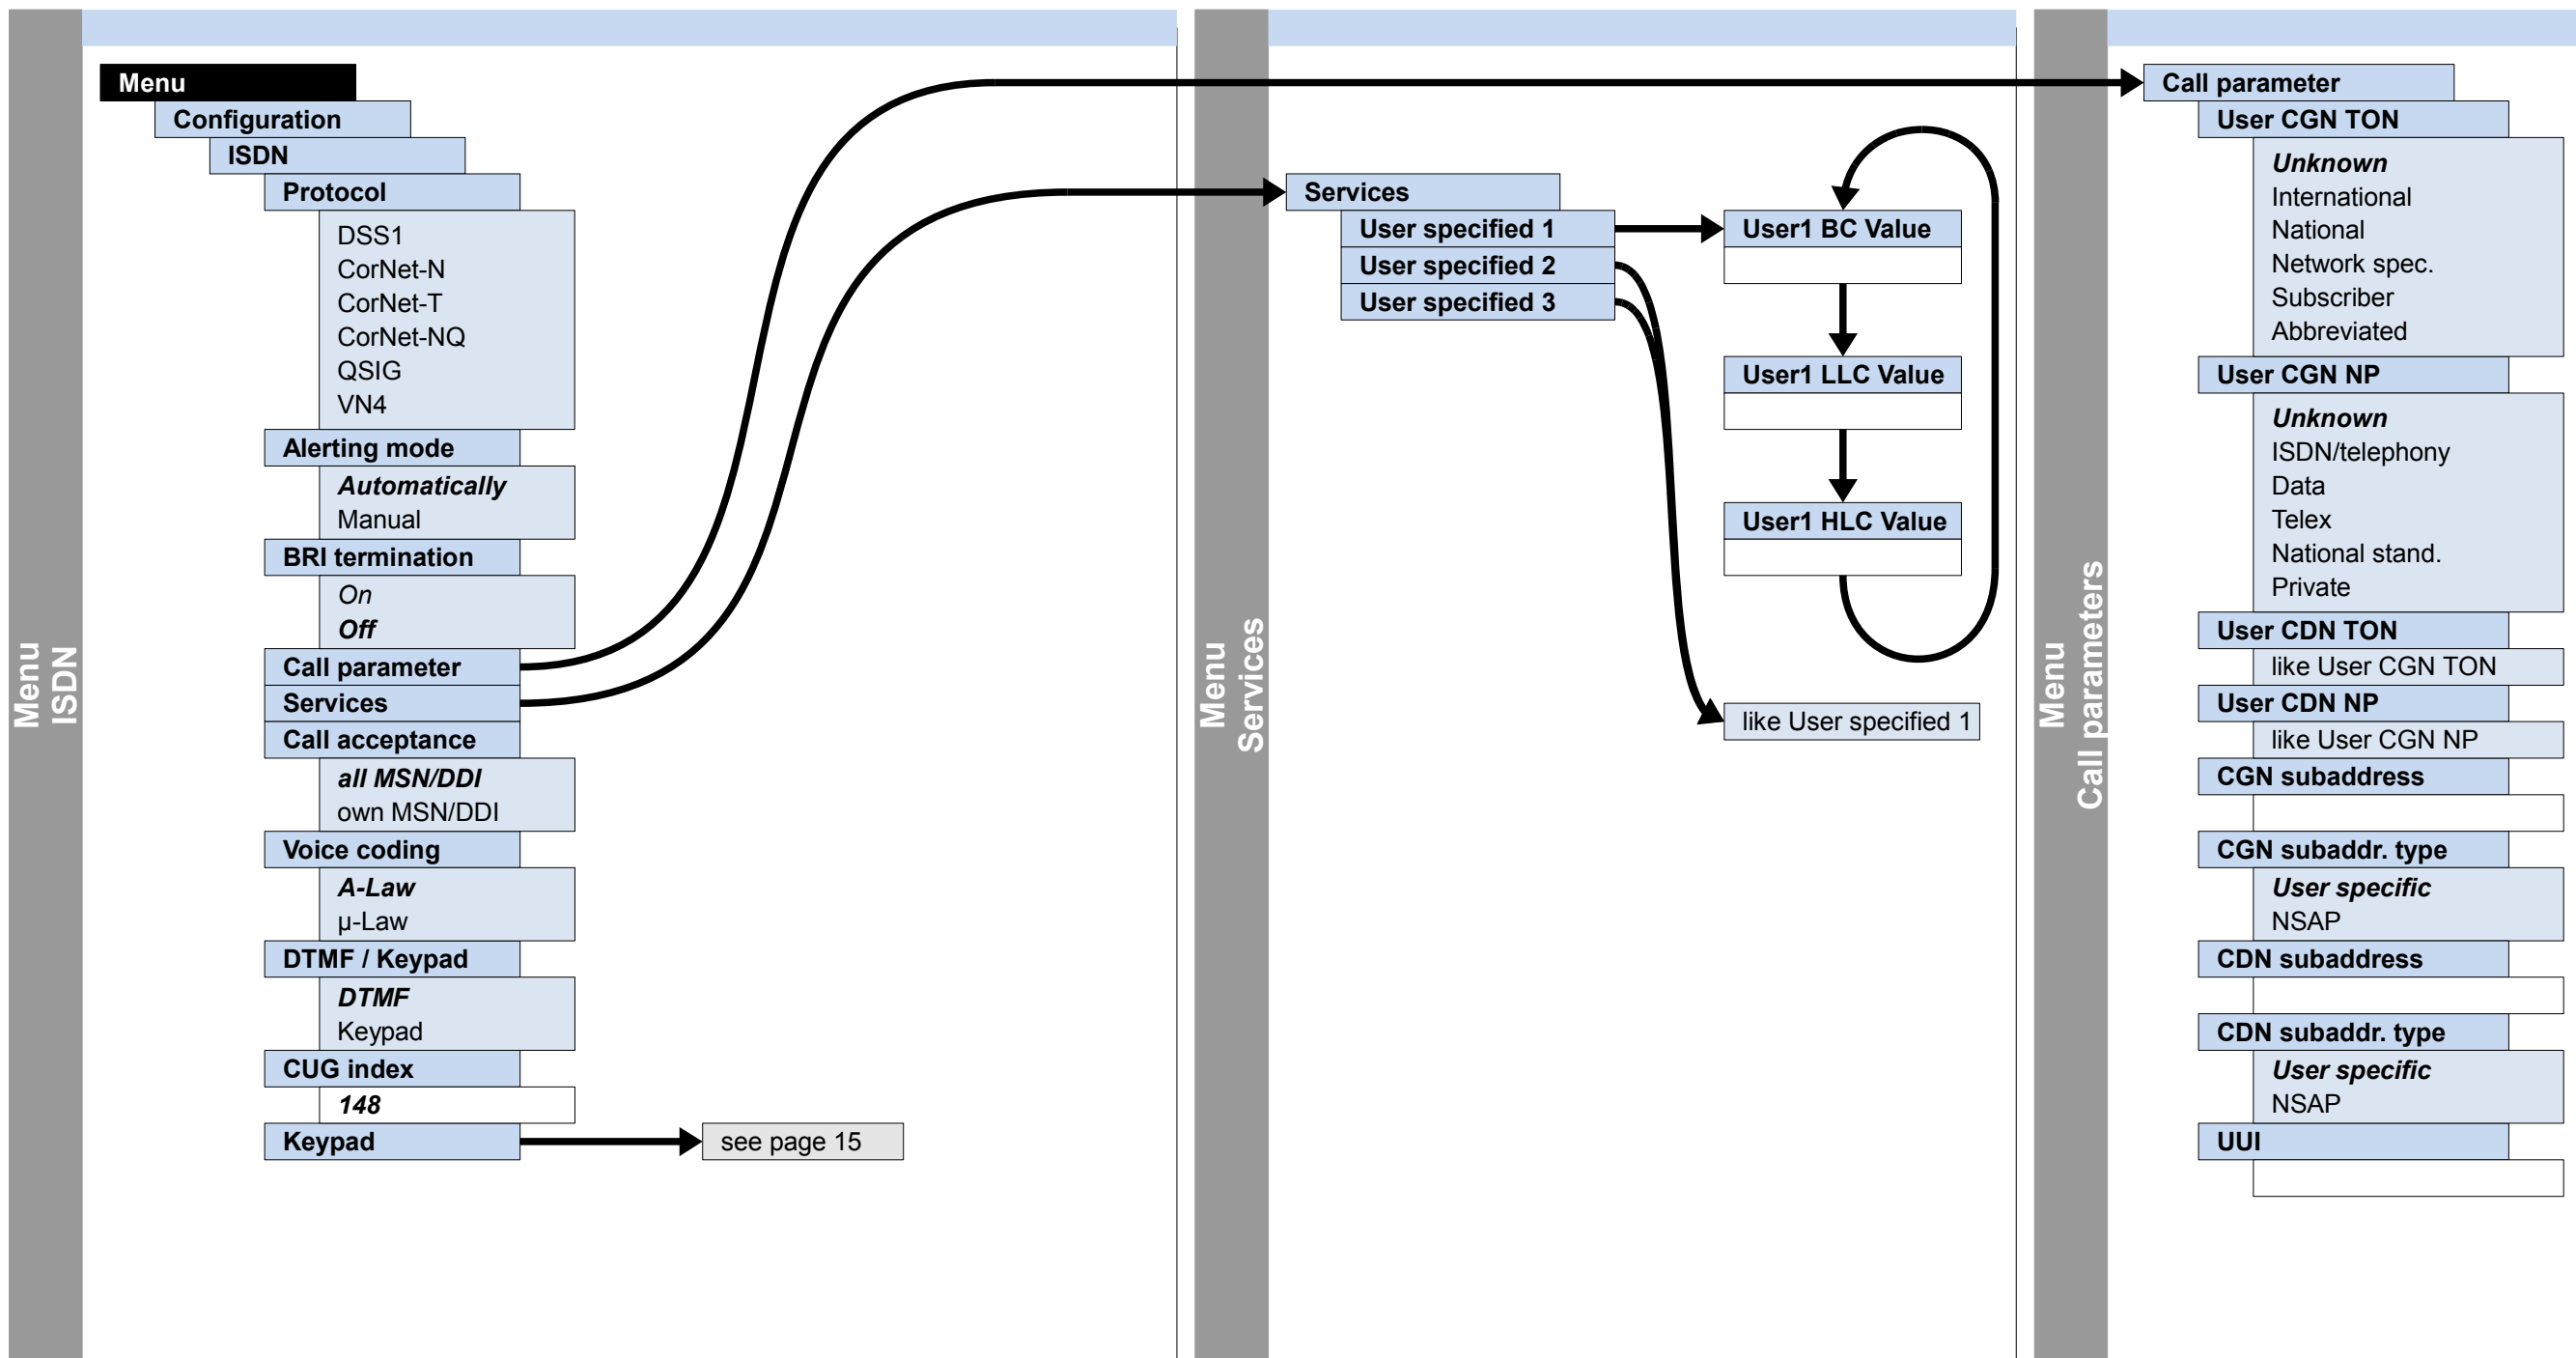 Menu
ISDN
Menu
Configuration
ISDN
Protocol
DSS1
CorNet-N
CorNet-T
CorNet-NQ
QSIG
VN4
Alerting mode
Automatically
Manual
BRI termination
On
Off
Call parameter
Services
Call acceptance
all MSN/DDI
own MSN/DDI
Voice coding
A-Law
µ-Law
DTMF / Keypad
DTMF
Keypad
CUG index
148
Keypad
see page 15
Menu
Services
Services
User specified 1
User specified 2
User specified 3
User1 BC Value
User1 LLC Value
User1 HLC Value
like User specified 1
Menu
Call parameters
Call parameter
User CGN TON
Unknown
International
National
Network spec.
Subscriber
Abbreviated
User CGN NP
Unknown
ISDN/telephony
Data
Telex
National stand.
Private
User CDN TON
like User CGN TON
User CDN NP
like User CGN NP
CGN subaddress
CGN subaddr. type
User specific
NSAP
CDN subaddress
CDN subaddr. type
User specific
NSAP
UUI